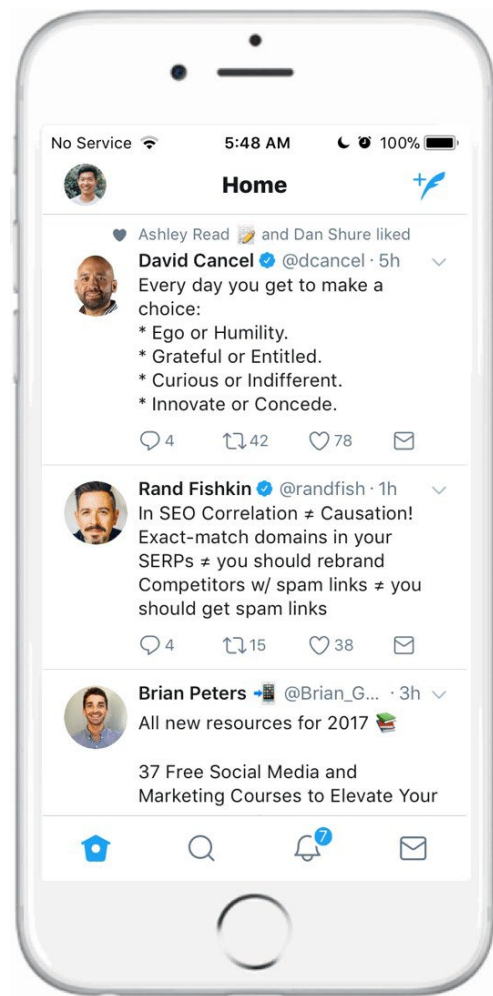 No Service 5:48 AM 100%
Home
Ashley Read 📝 and Dan Shure liked
David Cancel @dcancel · 5h
Every day you get to make a
choice:
* Ego or Humility.
* Grateful or Entitled.
* Curious or Indifferent.
* Innovate or Concede.
4 42 78
Rand Fishkin @randfish · 1h
In SEO Correlation ≠ Causation!
Exact-match domains in your
SERPs ≠ you should rebrand
Competitors w/ spam links ≠ you
should get spam links
4 15 38
Brian Peters 📲 @Brian_G... · 3h
All new resources for 2017 📚
37 Free Social Media and
Marketing Courses to Elevate Your
7